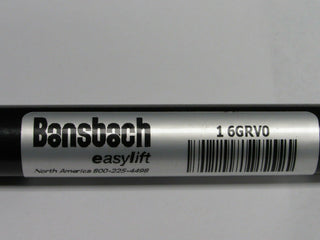 Bansbach
easylift
North America 800-225-4498
1 6GRV0